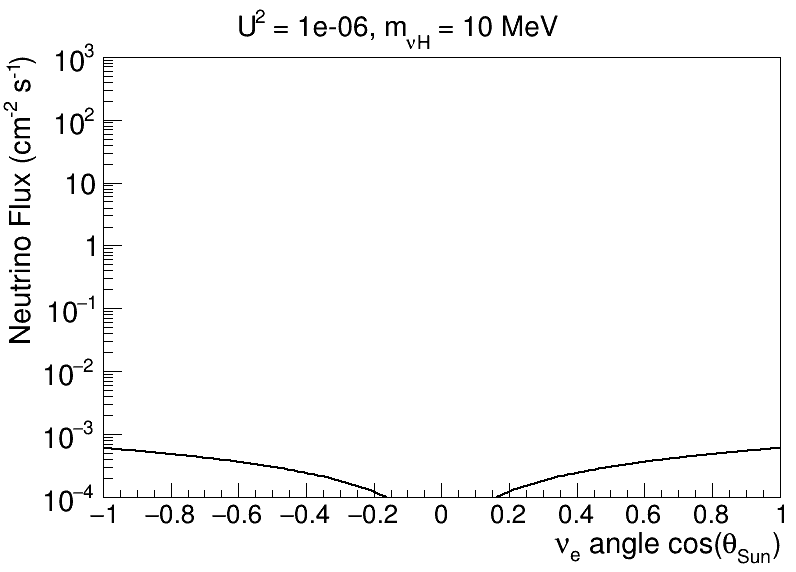 U² = 1e-06, m_νH = 10 MeV
Neutrino Flux (cm⁻² s⁻¹)
10³
10²
10
1
10⁻¹
10⁻²
10⁻³
10⁻⁴
−1 −0.8 −0.6 −0.4 −0.2 0 0.2 0.4 0.6 0.8 1
ν_e angle cos(θ_Sun)